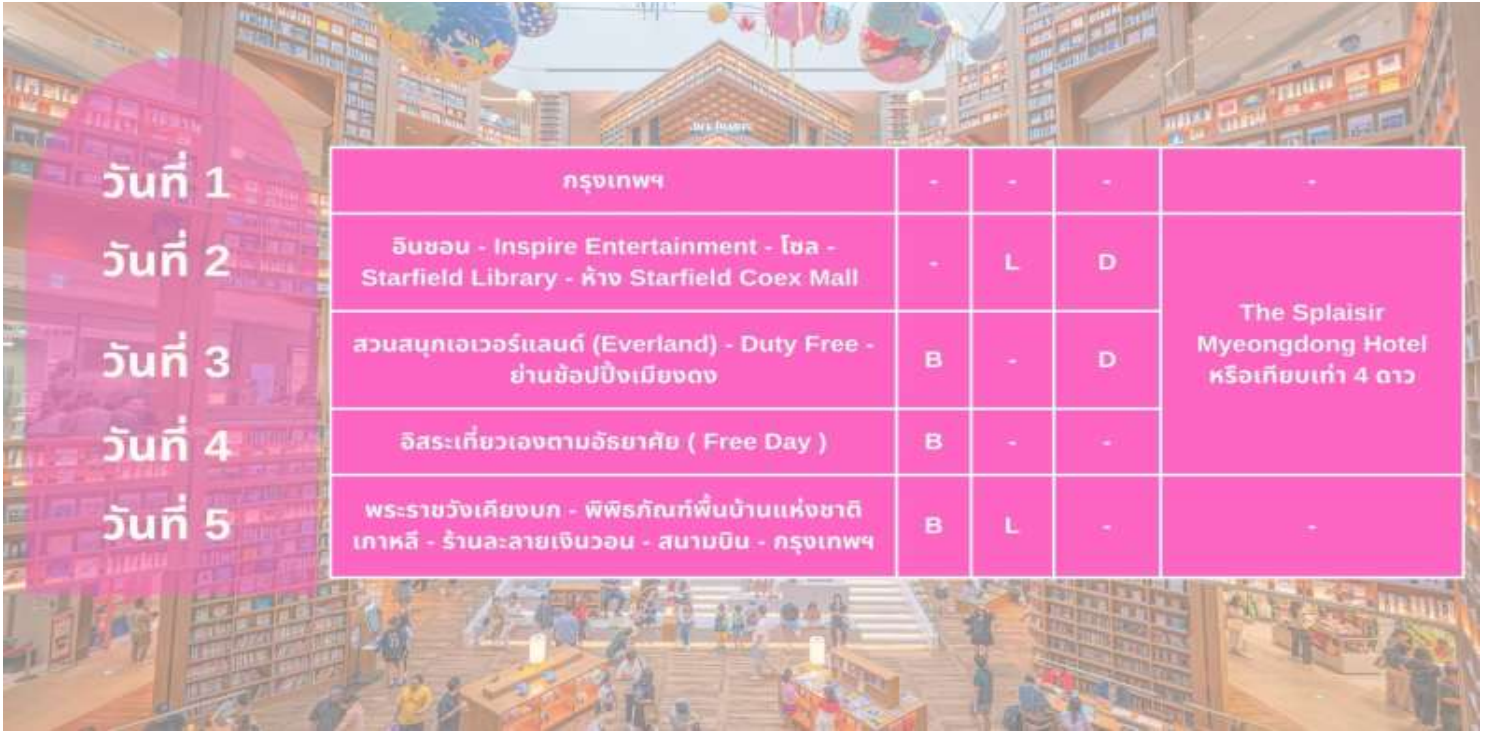 วันที่ 1
กรุงเทพฯ
-
-
-
-
วันที่ 2
อินชอน - Inspire Entertainment - โซล -
Starfield Library - ห้าง Starfield Coex Mall
-
L
D
The Splaisir
Myeongdong Hotel
หรือเทียบเท่า 4 ดาว
วันที่ 3
สวนสนุกเอเวอร์แลนด์ (Everland) - Duty Free -
ย่านช้อปปิ้งเมียงดง
B
-
D
วันที่ 4
อิสระเที่ยวเองตามอัธยาศัย ( Free Day )
B
-
-
วันที่ 5
พระราชวังเคียงบก - พิพิธภัณฑ์พื้นบ้านแห่งชาติ
เกาหลี - ร้านละลายเงินวอน - สนามบิน - กรุงเทพฯ
B
L
-
-